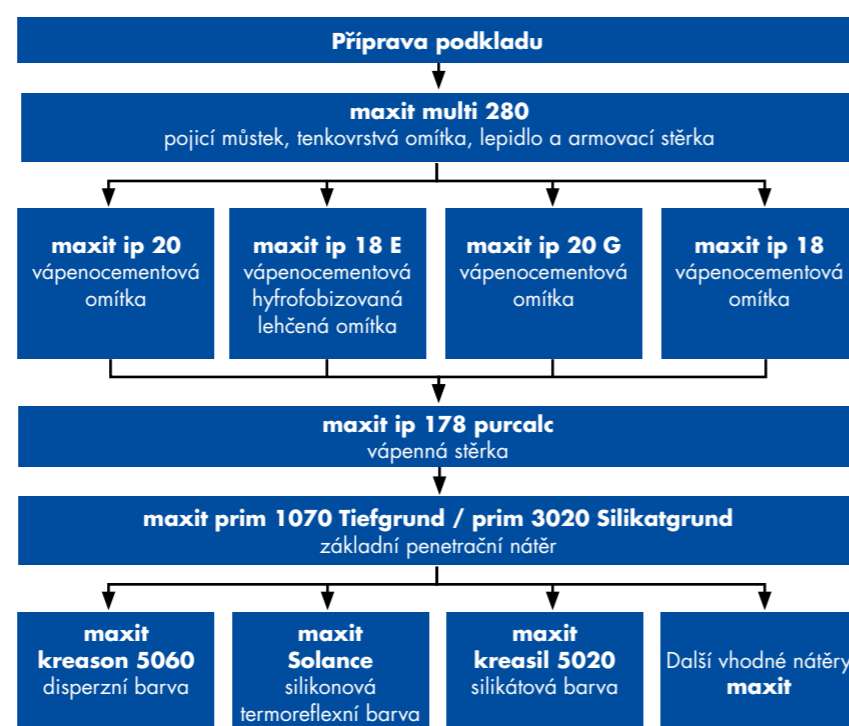 Příprava podkladu
maxit multi 280
pojicí můstek, tenkovrstvá omítka, lepidlo a armovací stěrka
maxit ip 20
vápenocementová
omítka
maxit ip 18 E
vápenocementová
hyfrofobizovaná
lehčená omítka
maxit ip 20 G
vápenocementová
omítka
maxit ip 18
vápenocementová
omítka
maxit ip 178 purcalc
vápenná stěrka
maxit prim 1070 Tiefgrund / prim 3020 Silikatgrund
základní penetrační nátěr
maxit
kreason 5060
disperzní barva
maxit
Solance
silikonová
termoreflexní barva
maxit
kreasil 5020
silikátová barva
Další vhodné nátěry
maxit